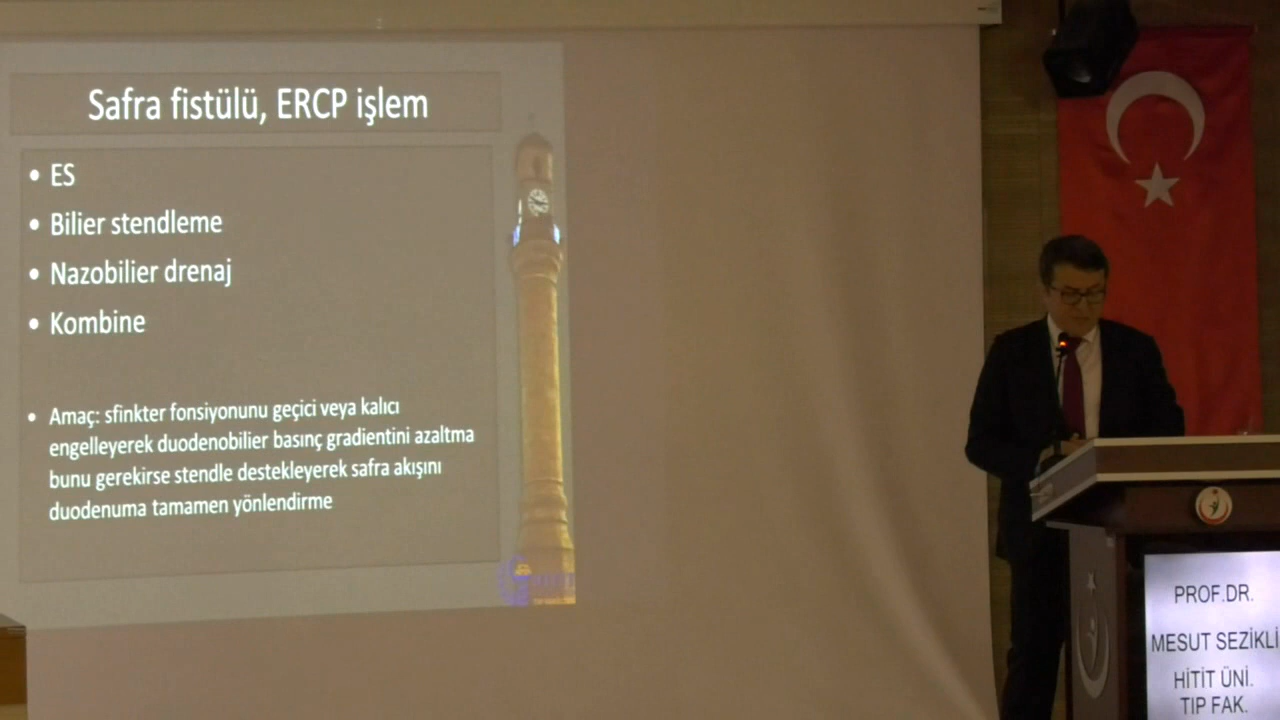 Safra fistülü, ERCP işlem
• ES
• Bilier stendleme
• Nazobilier drenaj
• Kombine
• Amaç: sfinkter fonsiyonunu geçici veya kalıcı
engelleyerek duodenobilier basınç gradientini azaltma
bunu gerekirse stendle destekleyerek safra akışını
duodenuma tamamen yönlendirme
PROF.DR.
MESUT SEZİKLİ
HİTİT ÜNİ.
TIP FAK.